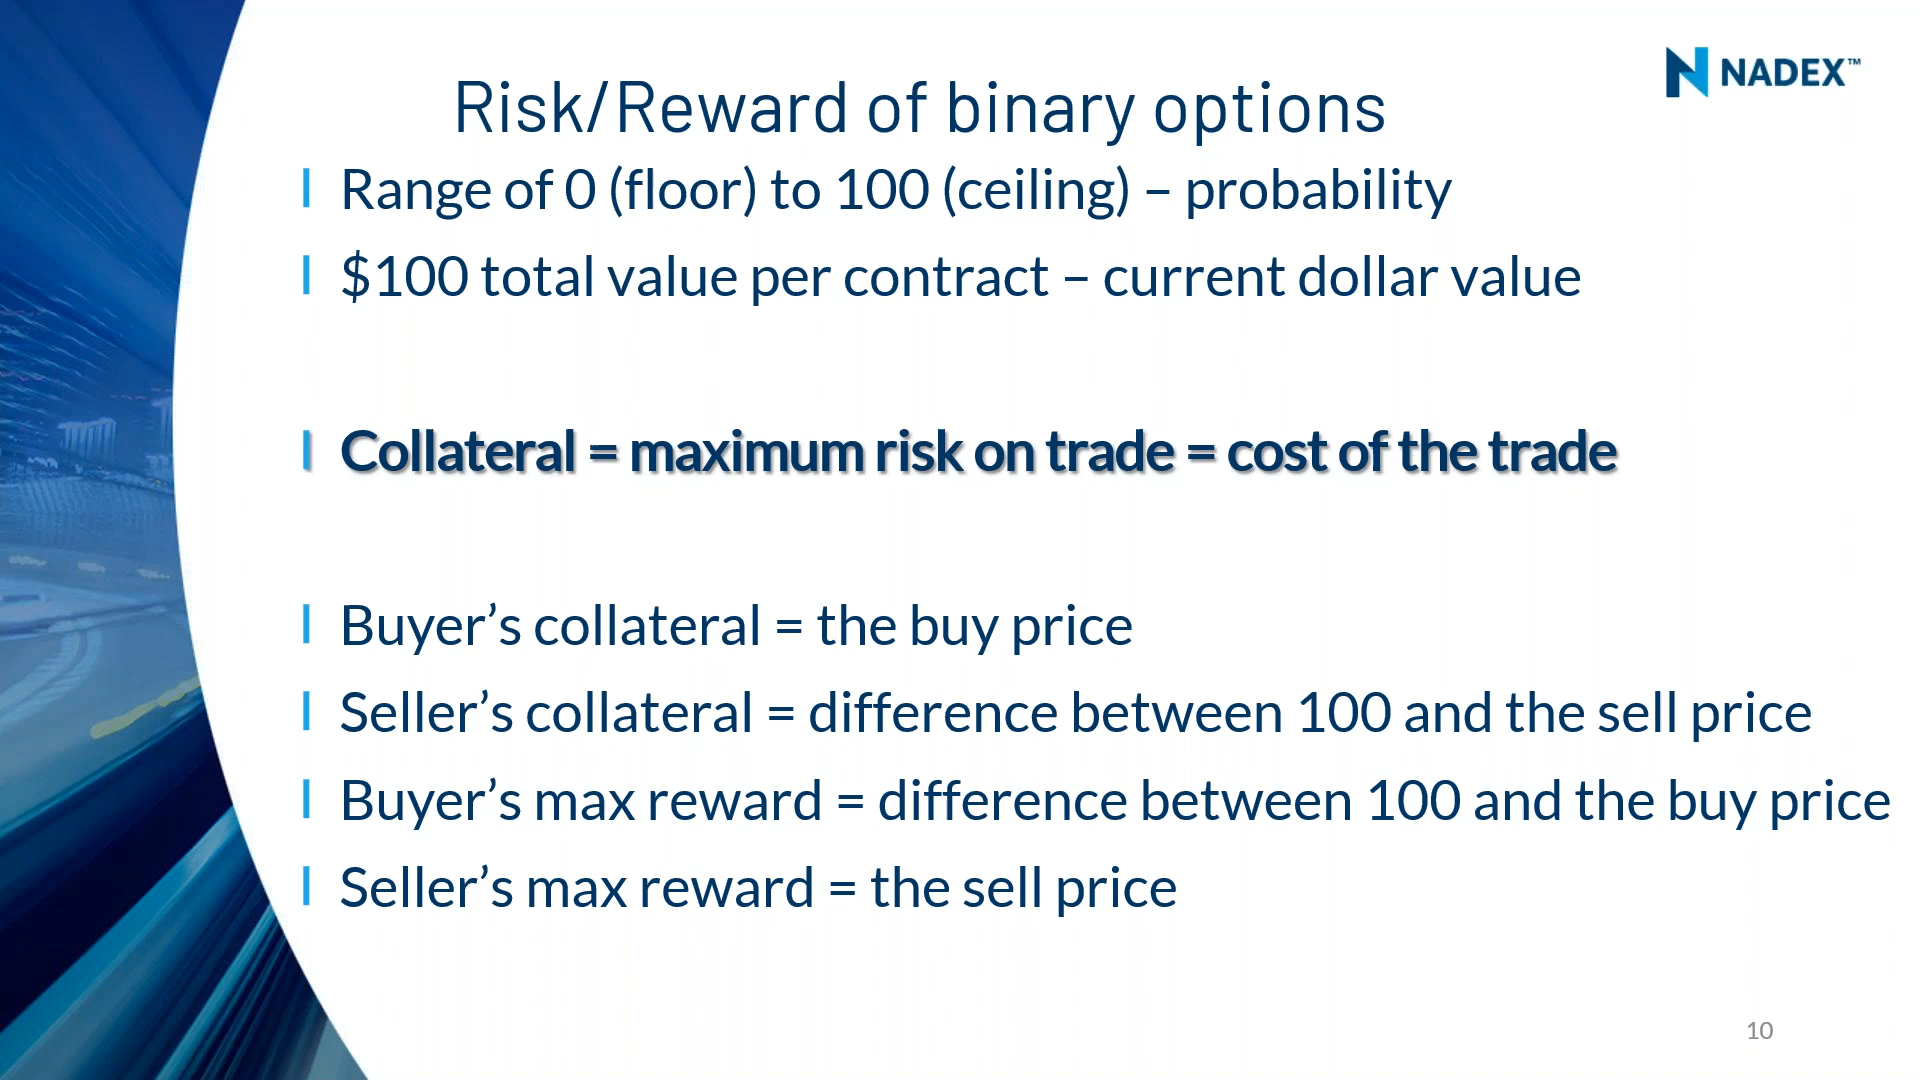 NADEX™
Risk/Reward of binary options
Range of 0 (floor) to 100 (ceiling) – probability
$100 total value per contract – current dollar value
Collateral = maximum risk on trade = cost of the trade
Buyer’s collateral = the buy price
Seller’s collateral = difference between 100 and the sell price
Buyer’s max reward = difference between 100 and the buy price
Seller’s max reward = the sell price
10